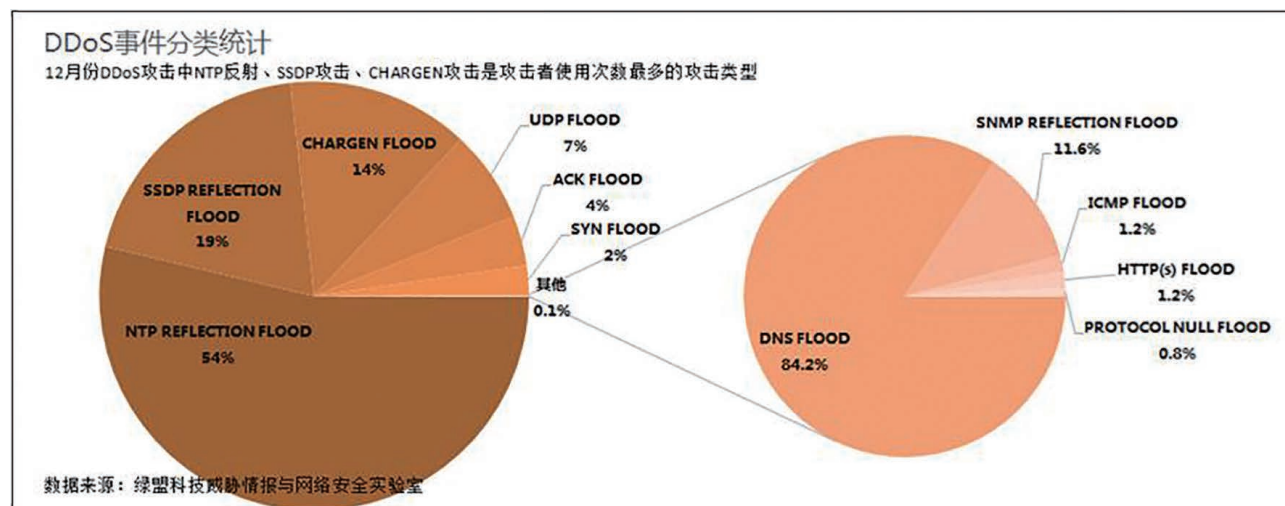 DDoS事件分类统计
12月份DDoS攻击中NTP反射、SSDP攻击、CHARGEN攻击是攻击者使用次数最多的攻击类型
CHARGEN FLOOD
14%
SSDP REFLECTION
FLOOD
19%
NTP REFLECTION FLOOD
54%
UDP FLOOD
7%
ACK FLOOD
4%
SYN FLOOD
2%
其他
0.1%
SNMP REFLECTION FLOOD
11.6%
ICMP FLOOD
1.2%
HTTP(s) FLOOD
1.2%
PROTOCOL NULL FLOOD
0.8%
DNS FLOOD
84.2%
数据来源：绿盟科技威胁情报与网络安全实验室